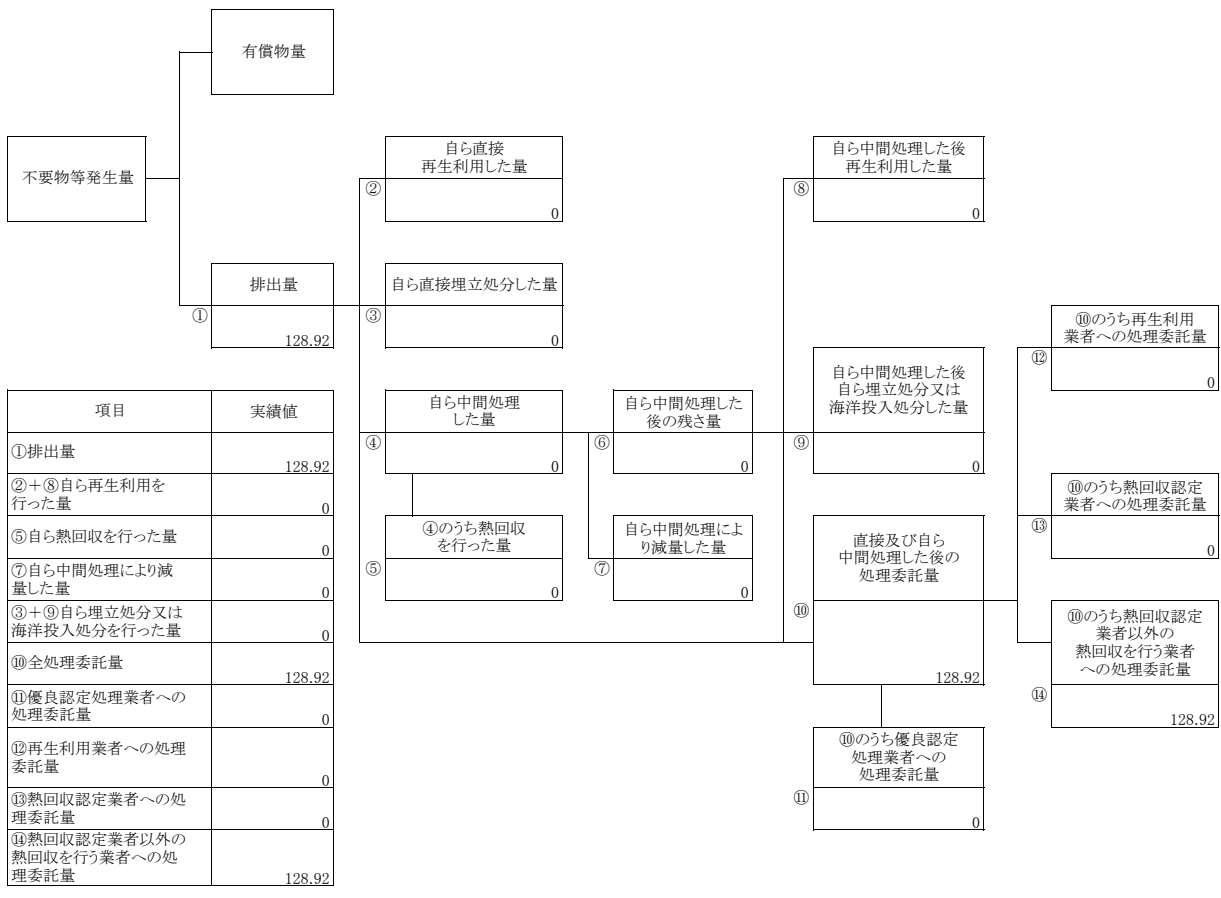 有償物量
不要物等発生量
排出量
①
128.92
自ら直接
再生利用した量
②
0
自ら直接埋立処分した量
③
0
自ら中間処理
した量
④
0
④のうち熱回収
を行った量
⑤
0
自ら中間処理した
後の残さ量
⑥
0
自ら中間処理によ
り減量した量
⑦
0
自ら中間処理した後
再生利用した量
⑧
0
自ら中間処理した後
自ら埋立処分又は
海洋投入処分した量
⑨
0
直接及び自ら
中間処理した後の
処理委託量
⑩
128.92
⑩のうち優良認定
処理業者への
処理委託量
⑪
0
⑩のうち再生利用
業者への処理委託量
⑫
0
⑩のうち熱回収認定
業者への処理委託量
⑬
0
⑩のうち熱回収認定
業者以外の
熱回収を行う業者
への処理委託量
⑭
128.92
項目 実績値
①排出量
128.92
②+⑧自ら再生利用を
行った量
0
⑤自ら熱回収を行った量
0
⑦自ら中間処理により減
量した量
0
③+⑨自ら埋立処分又は
海洋投入処分を行った量
0
⑩全処理委託量
128.92
⑪優良認定処理業者への
処理委託量
0
⑫再生利用業者への処理
委託量
0
⑬熱回収認定業者への処
理委託量
0
⑭熱回収認定業者以外の
熱回収を行う業者への処
理委託量
128.92